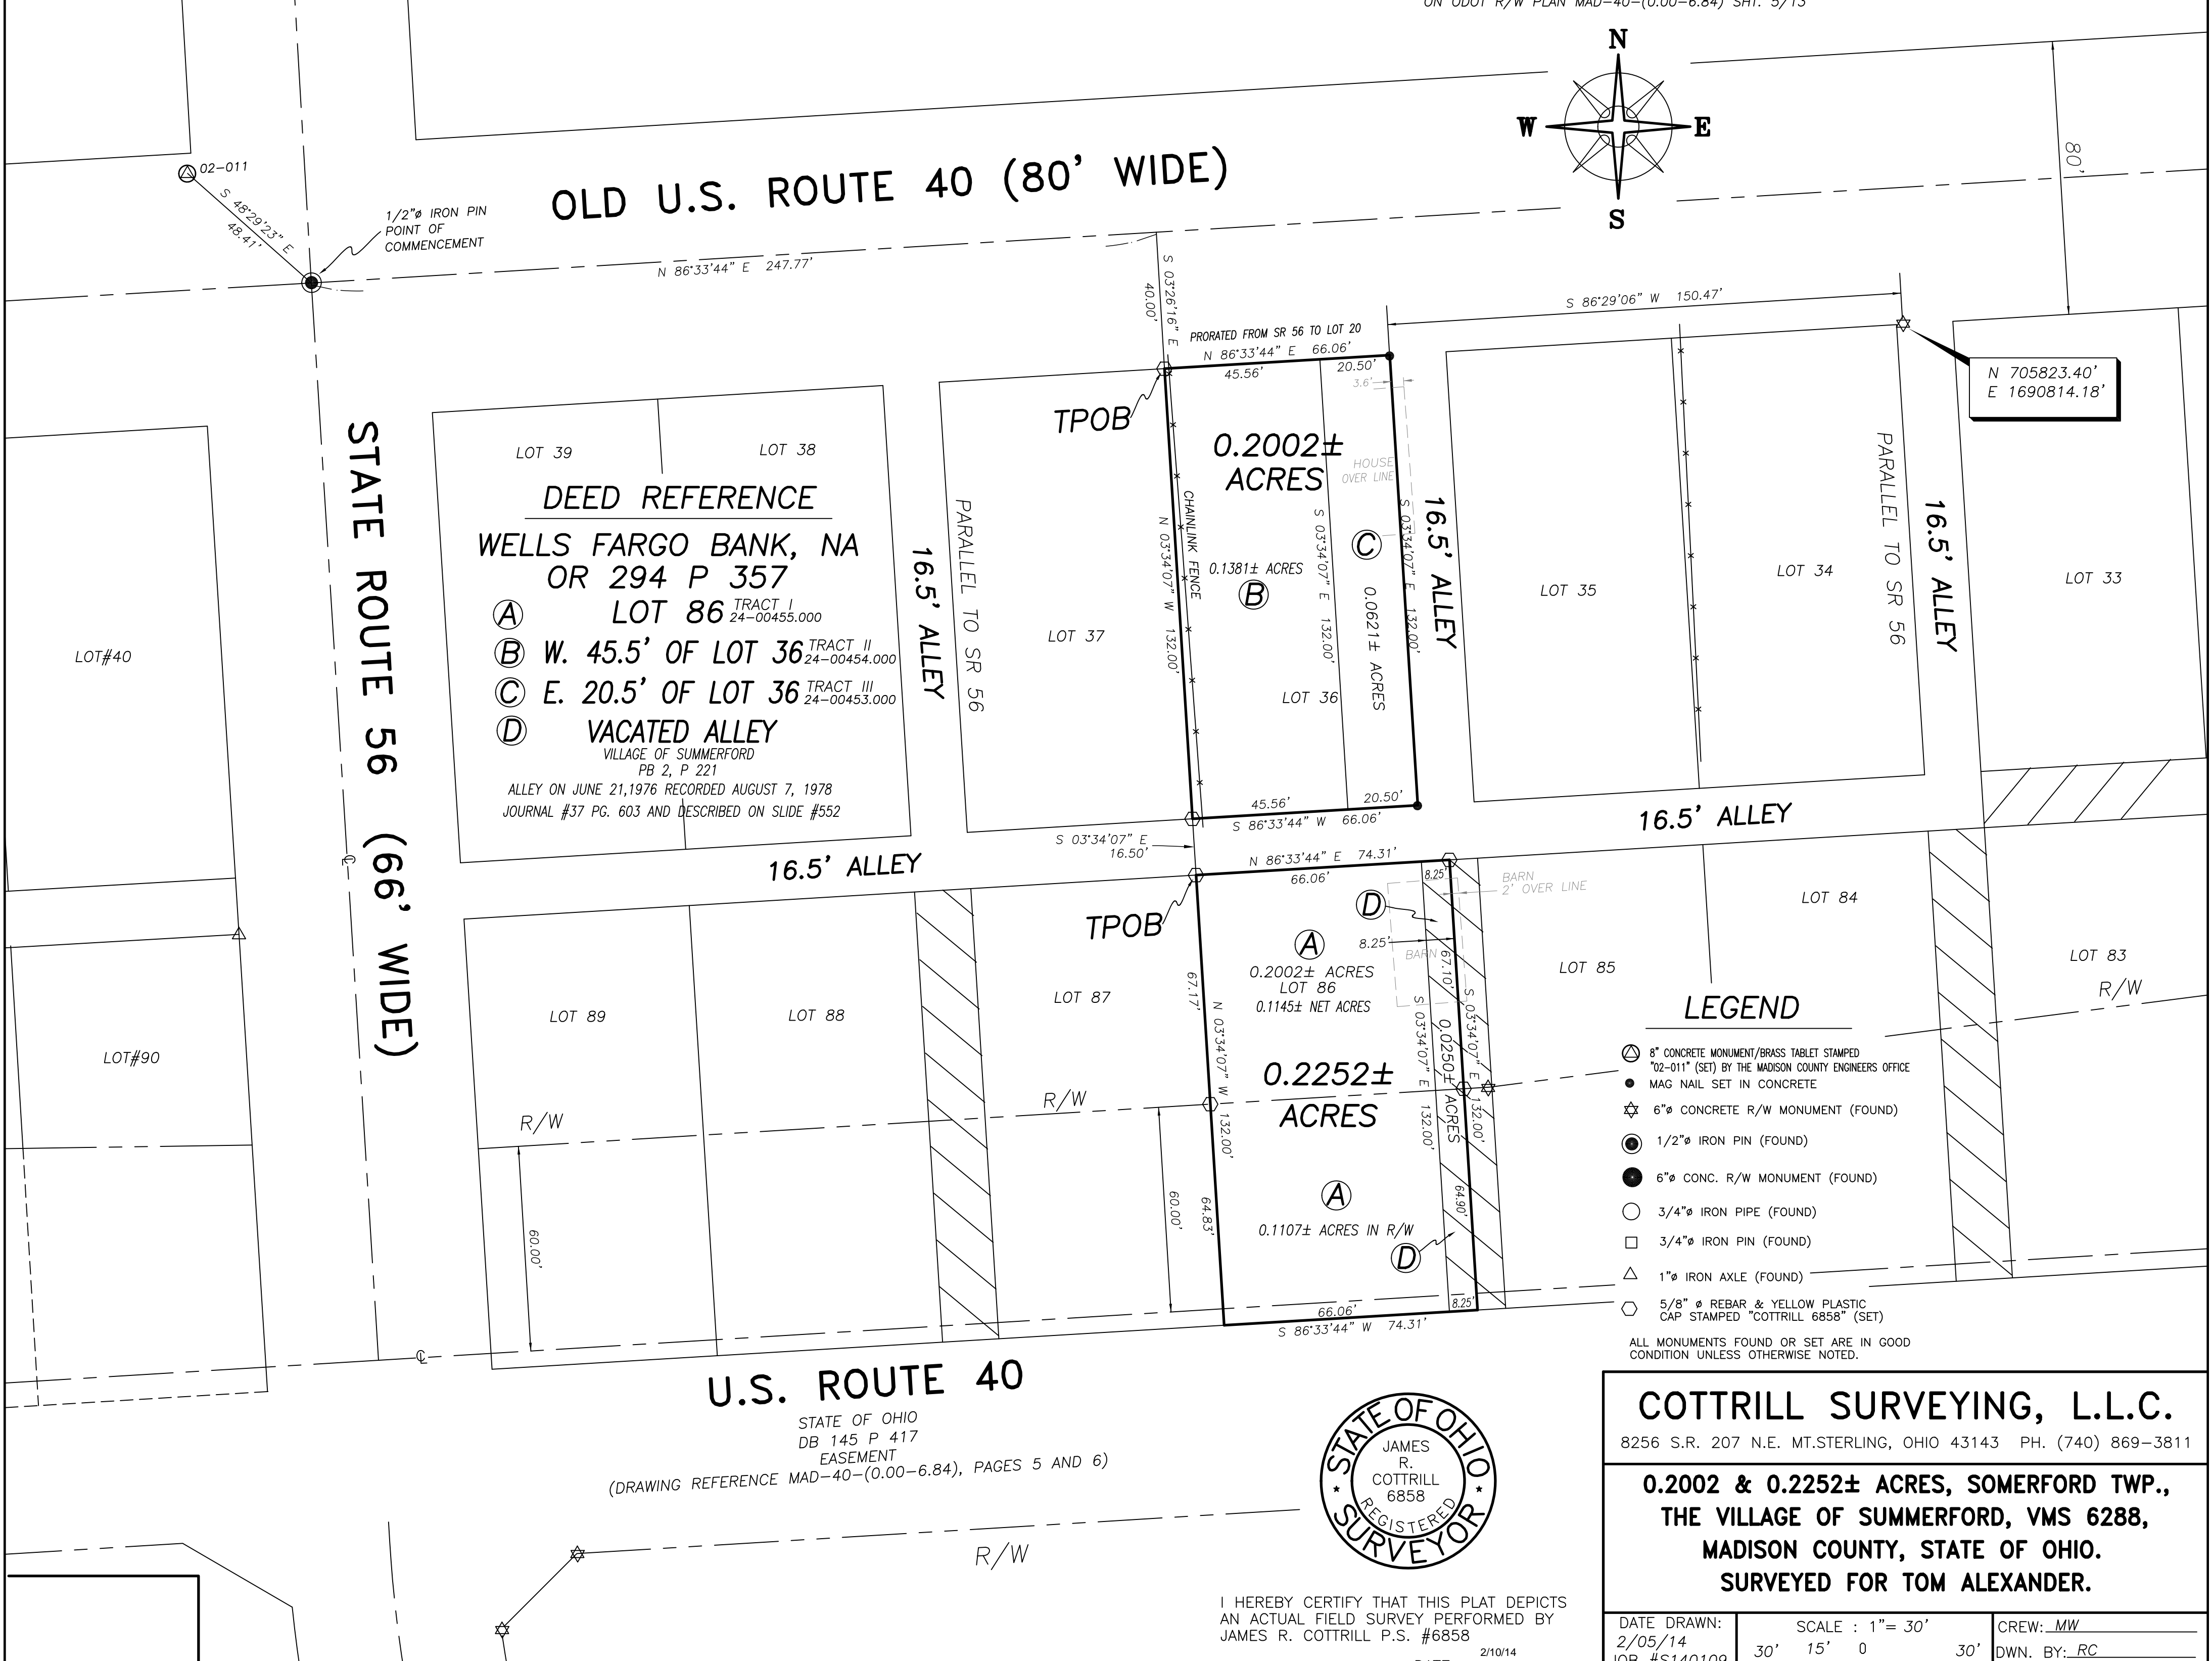 ON ODOT R/W PLAN MAD-40-(0.00-6.84) SHT. 5/13
N
W
E
S
80'
02-011
S 48°29'23" E
48.41'
1/2"ø IRON PIN
POINT OF
COMMENCEMENT
OLD U.S. ROUTE 40 (80' WIDE)
N 86°33'44" E 247.77'
S 03°26'16" E
40.00'
S 86°29'06" W 150.47'
PRORATED FROM SR 56 TO LOT 20
N 86°33'44" E 66.06'
45.56'
20.50'
3.6'
N 705823.40'
E 1690814.18'
TPOB
0.2002±
ACRES
HOUSE
OVER LINE
STATE ROUTE 56 (66' WIDE)
LOT 39
LOT 38
DEED REFERENCE
WELLS FARGO BANK, NA
OR 294 P 357
A LOT 86 TRACT I
24-00455.000
B W. 45.5' OF LOT 36 TRACT II
24-00454.000
C E. 20.5' OF LOT 36 TRACT III
24-00453.000
D VACATED ALLEY
VILLAGE OF SUMMERFORD
PB 2, P 221
ALLEY ON JUNE 21,1976 RECORDED AUGUST 7, 1978
JOURNAL #37 PG. 603 AND DESCRIBED ON SLIDE #552
LOT#40
16.5' ALLEY
PARALLEL TO SR 56
LOT 37
N 03°34'07" W 132.00'
CHAINLINK FENCE
0.1381± ACRES
B
S 03°34'07" E 132.00'
C
0.0621± ACRES
LOT 36
S 03°34'07" E 132.00'
16.5' ALLEY
LOT 35
LOT 34
PARALLEL TO SR 56
16.5' ALLEY
LOT 33
45.56'
20.50'
S 86°33'44" W 66.06'
S 03°34'07" E
16.50'
16.5' ALLEY
16.5' ALLEY
N 86°33'44" E 74.31'
66.06'
8.25'
BARN
2' OVER LINE
TPOB
D
A
8.25'
BARN
0.2002± ACRES
LOT 86
0.1145± NET ACRES
67.17'
N 03°34'07" W 132.00'
67.10'
S 03°34'07" E 132.00'
0.0250± ACRES
S 03°34'07" E 132.00'
0.2252±
ACRES
LOT 89
LOT 88
LOT 87
LOT 85
LOT 84
LOT 83
LOT#90
R/W
R/W
R/W
60.00'
60.00'
64.83'
64.90'
A
0.1107± ACRES IN R/W
D
66.06'
8.25'
S 86°33'44" W 74.31'
LEGEND
8" CONCRETE MONUMENT/BRASS TABLET STAMPED
"02-011" (SET) BY THE MADISON COUNTY ENGINEERS OFFICE
MAG NAIL SET IN CONCRETE
6"ø CONCRETE R/W MONUMENT (FOUND)
1/2"ø IRON PIN (FOUND)
6"ø CONC. R/W MONUMENT (FOUND)
3/4"ø IRON PIPE (FOUND)
3/4"ø IRON PIN (FOUND)
1"ø IRON AXLE (FOUND)
5/8" ø REBAR & YELLOW PLASTIC
CAP STAMPED "COTTRILL 6858" (SET)
ALL MONUMENTS FOUND OR SET ARE IN GOOD
CONDITION UNLESS OTHERWISE NOTED.
U.S. ROUTE 40
STATE OF OHIO
DB 145 P 417
EASEMENT
(DRAWING REFERENCE MAD-40-(0.00-6.84), PAGES 5 AND 6)
R/W
STATE OF OHIO
JAMES
R.
COTTRILL
6858
REGISTERED
SURVEYOR
I HEREBY CERTIFY THAT THIS PLAT DEPICTS
AN ACTUAL FIELD SURVEY PERFORMED BY
JAMES R. COTTRILL P.S. #6858
2/10/14
COTTRILL SURVEYING, L.L.C.
8256 S.R. 207 N.E. MT.STERLING, OHIO 43143 PH. (740) 869-3811
0.2002 & 0.2252± ACRES, SOMERFORD TWP.,
THE VILLAGE OF SUMMERFORD, VMS 6288,
MADISON COUNTY, STATE OF OHIO.
SURVEYED FOR TOM ALEXANDER.
DATE DRAWN:
2/05/14
JOB #S140109
SCALE : 1"= 30'
30' 15' 0 30'
CREW: MW
DWN. BY: RC